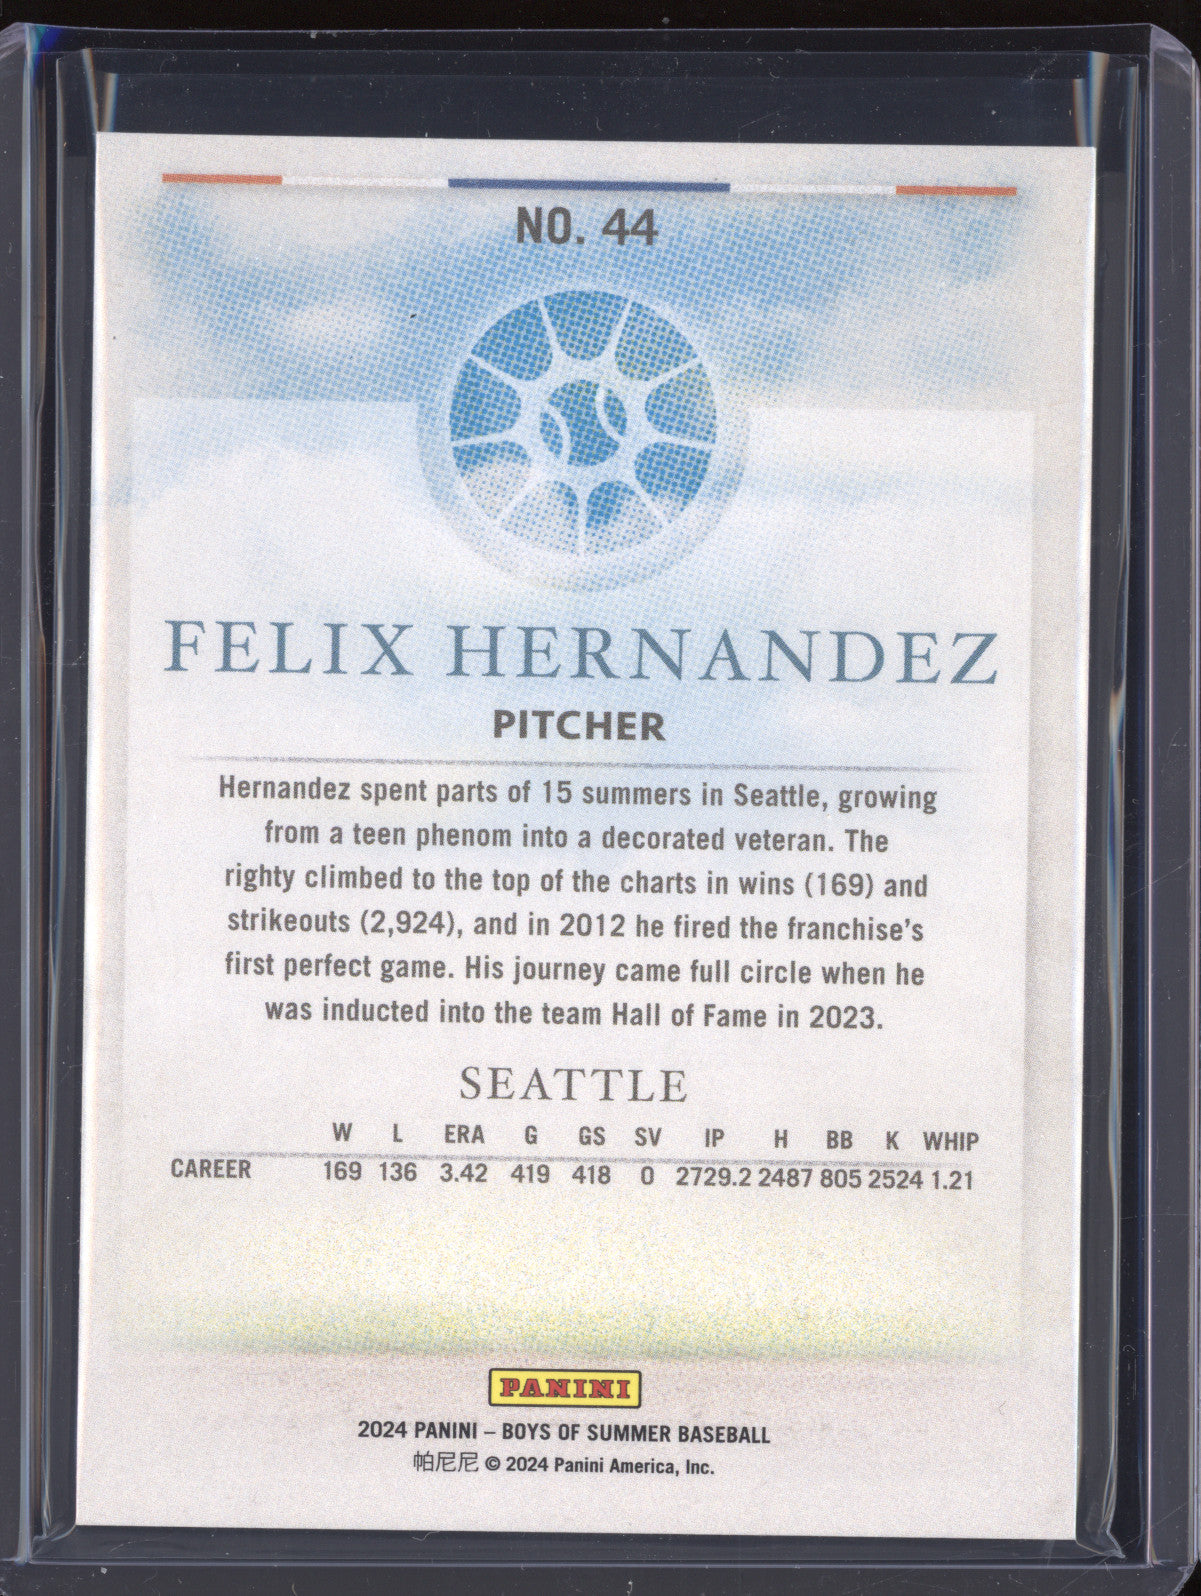 NO. 44
FELIX HERNANDEZ
PITCHER
Hernandez spent parts of 15 summers in Seattle, growing
from a teen phenom into a decorated veteran. The
righty climbed to the top of the charts in wins (169) and
strikeouts (2,924), and in 2012 he fired the franchise's
first perfect game. His journey came full circle when he
was inducted into the team Hall of Fame in 2023.
SEATTLE
W L ERA G GS SV IP H BB K WHIP
CAREER 169 136 3.42 419 418 0 2729.2 2487 805 2524 1.21
PANINI
2024 PANINI – BOYS OF SUMMER BASEBALL
帕尼尼 © 2024 Panini America, Inc.